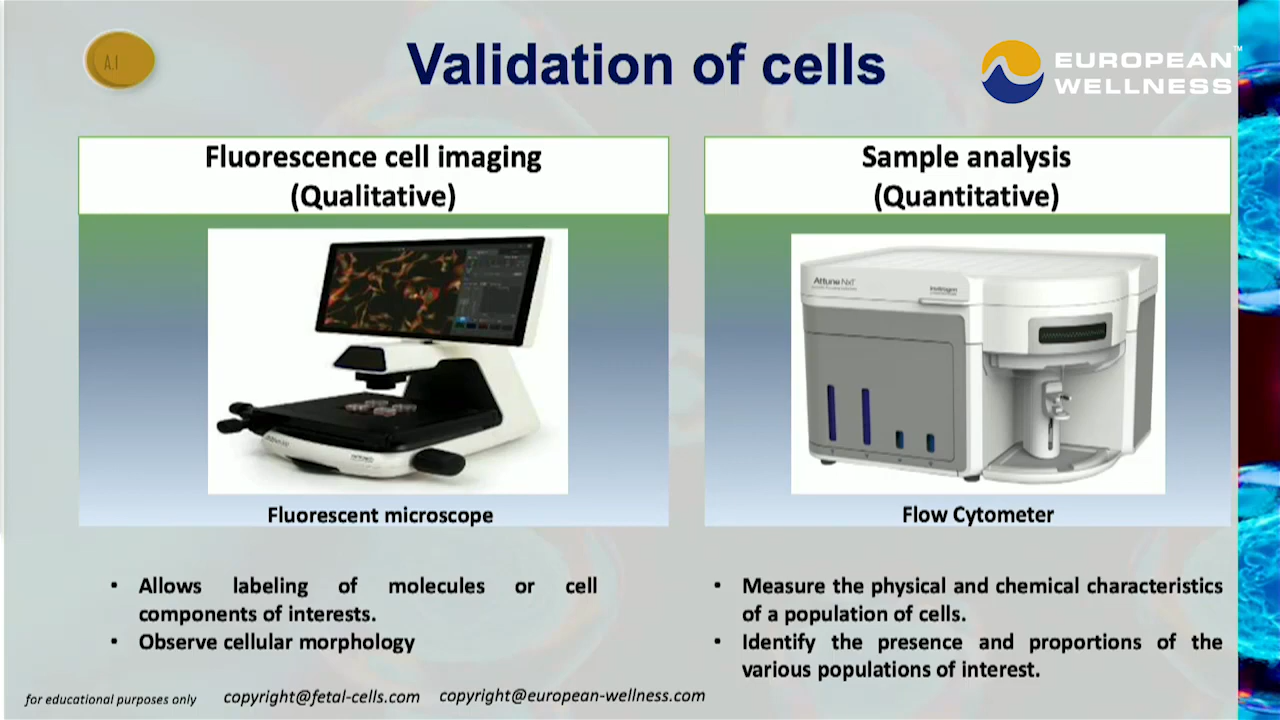 A.I
Validation of cells
EUROPEAN
WELLNESS
™
Fluorescence cell imaging
(Qualitative)
Fluorescent microscope
• Allows labeling of molecules or cell
components of interests.
• Observe cellular morphology
Sample analysis
(Quantitative)
Attune NxT
Flow Cytometer
• Measure the physical and chemical characteristics
of a population of cells.
• Identify the presence and proportions of the
various populations of interest.
for educational purposes only
copyright@fetal-cells.com
copyright@european-wellness.com